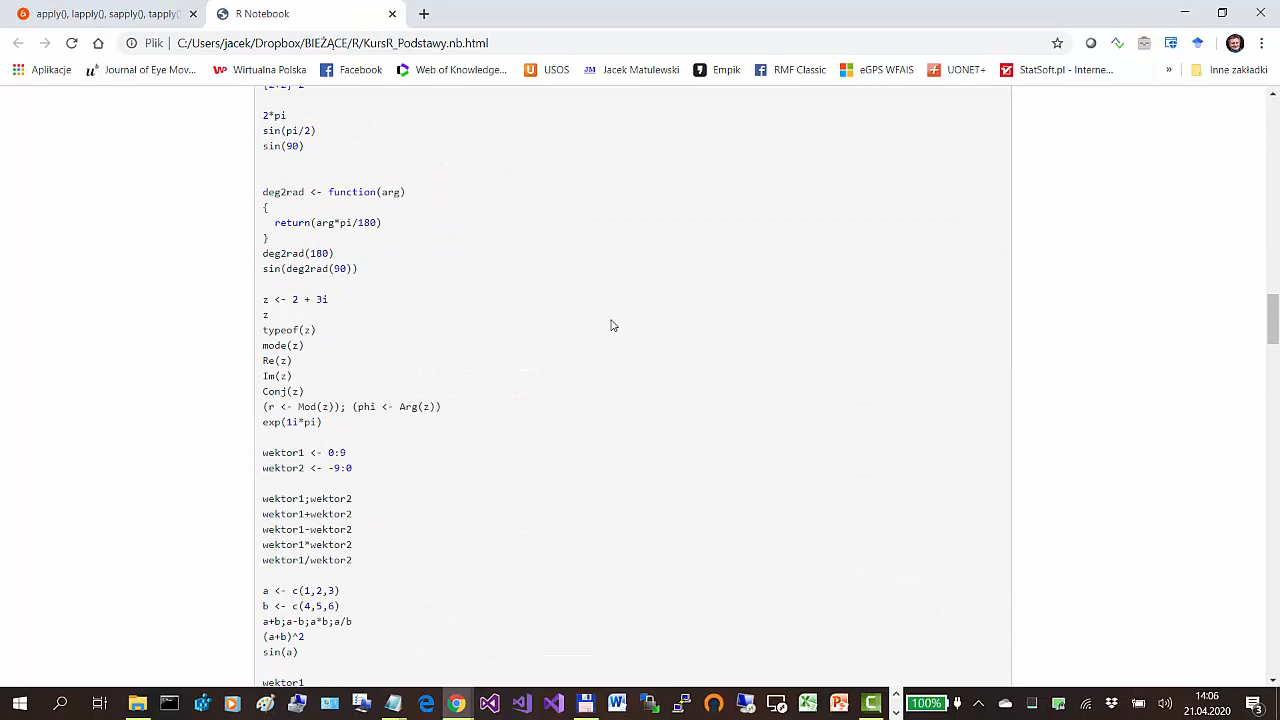 apply(), lapply(), sapply(), tapply(
R Notebook
Plik
C:/Users/jacek/Dropbox/BIEŻĄCE/R/KursR_Podstawy.nb.html
Aplikacje
Journal of Eye Mov...
Wirtualna Polska
Facebook
Web of Knowledge...
USOS
Jacek Matulewski
Empik
RMF Classic
eGPS WFAiS
UONET+
StatSoft.pl - Intern...
»
Inne zakładki
2*pi
sin(pi/2)
sin(90)
deg2rad <- function(arg)
{
return(arg*pi/180)
}
deg2rad(180)
sin(deg2rad(90))
z <- 2 + 3i
z
typeof(z)
mode(z)
Re(z)
Im(z)
Conj(z)
(r <- Mod(z)); (phi <- Arg(z))
exp(1i*pi)
wektor1 <- 0:9
wektor2 <- -9:0
wektor1;wektor2
wektor1+wektor2
wektor1-wektor2
wektor1*wektor2
wektor1/wektor2
a <- c(1,2,3)
b <- c(4,5,6)
a+b;a-b;a*b;a/b
(a+b)^2
sin(a)
wektor1
100%
14:06
21.04.2020
3